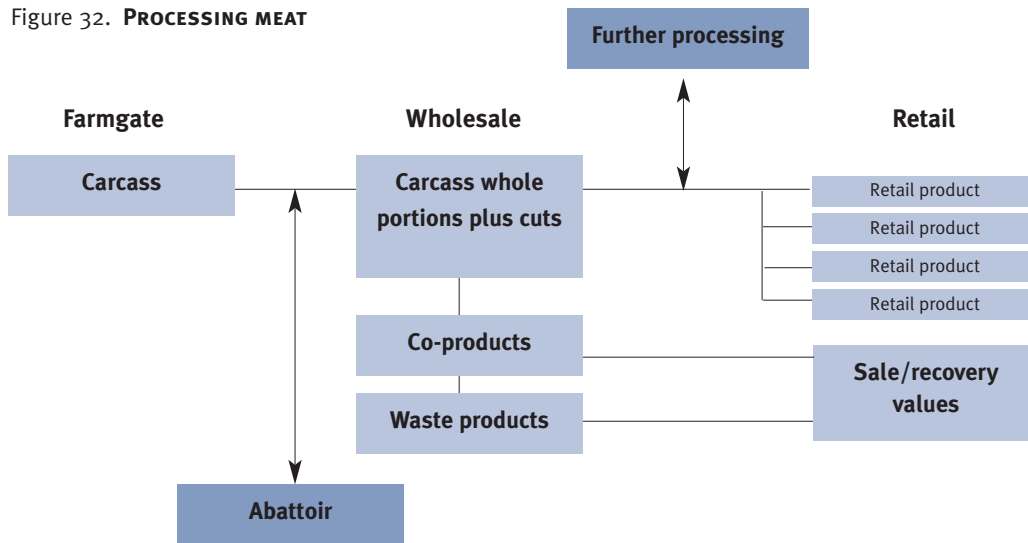 Figure 32. PROCESSING MEAT
Further processing
Farmgate
Wholesale
Retail
Carcass
Carcass whole
portions plus cuts
Retail product
Retail product
Retail product
Retail product
Co-products
Sale/recovery
values
Waste products
Abattoir